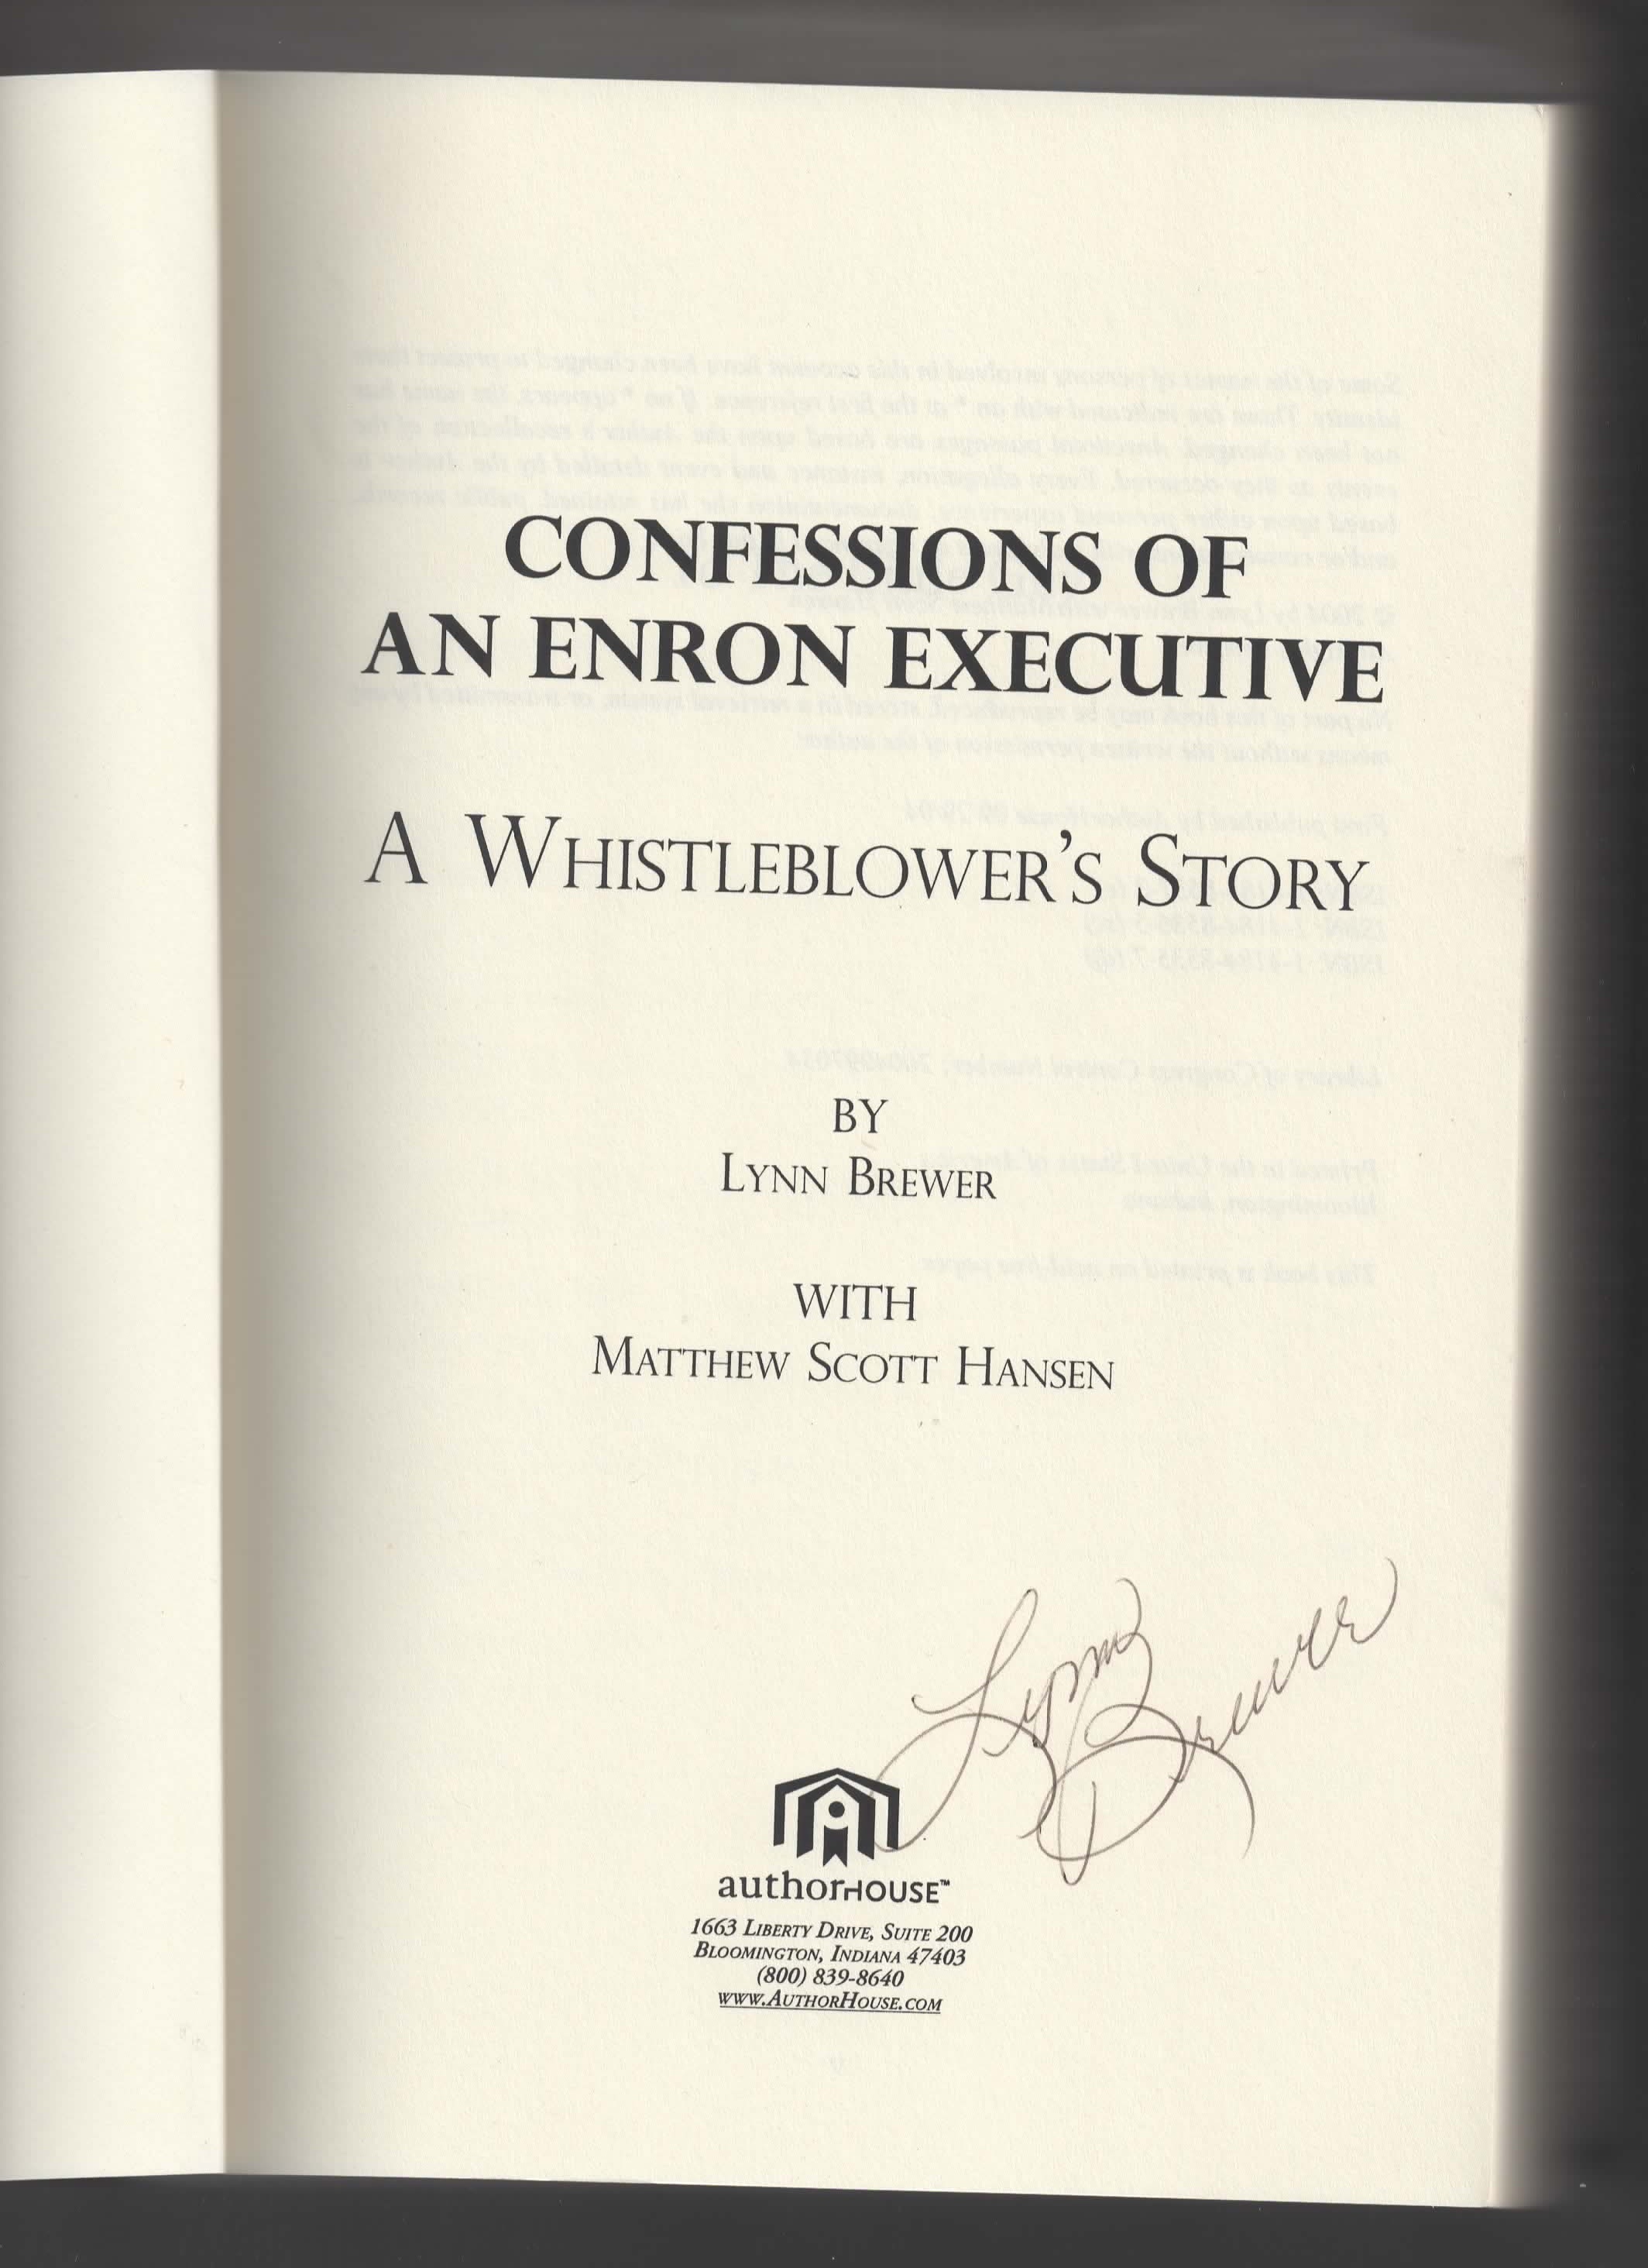 CONFESSIONS OF
AN ENRON EXECUTIVE
A WHISTLEBLOWER'S STORY
BY
LYNN BREWER
WITH
MATTHEW SCOTT HANSEN
Lynn
Brewer
authorHOUSE™
1663 LIBERTY DRIVE, SUITE 200
BLOOMINGTON, INDIANA 47403
(800) 839-8640
WWW.AUTHORHOUSE.COM